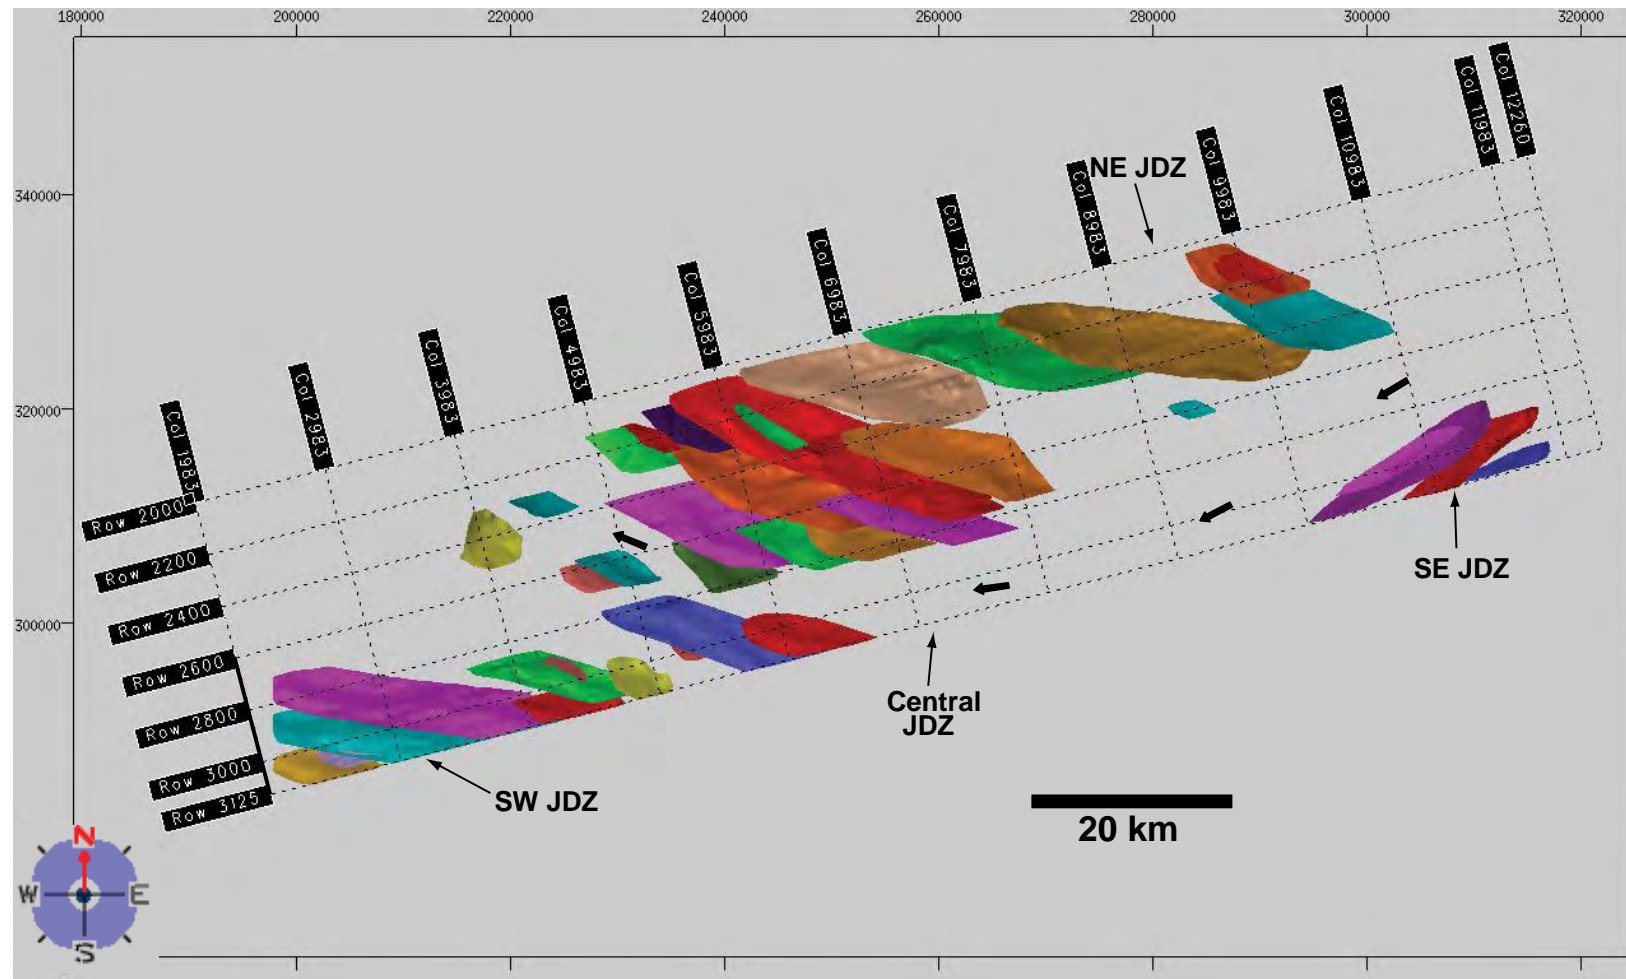 180000
200000
220000
240000
260000
280000
300000
320000
Col 12260
Col 11983
Col 10983
Col 9983
Col 8983
NE JDZ
Col 7983
Col 6983
Col 5983
Col 4983
Col 3983
Col 2983
Col 1983
340000
320000
300000
Row 2000
Row 2200
Row 2400
Row 2600
Row 2800
Row 3000
Row 3125
SE JDZ
Central
JDZ
SW JDZ
20 km
N
W
E
S